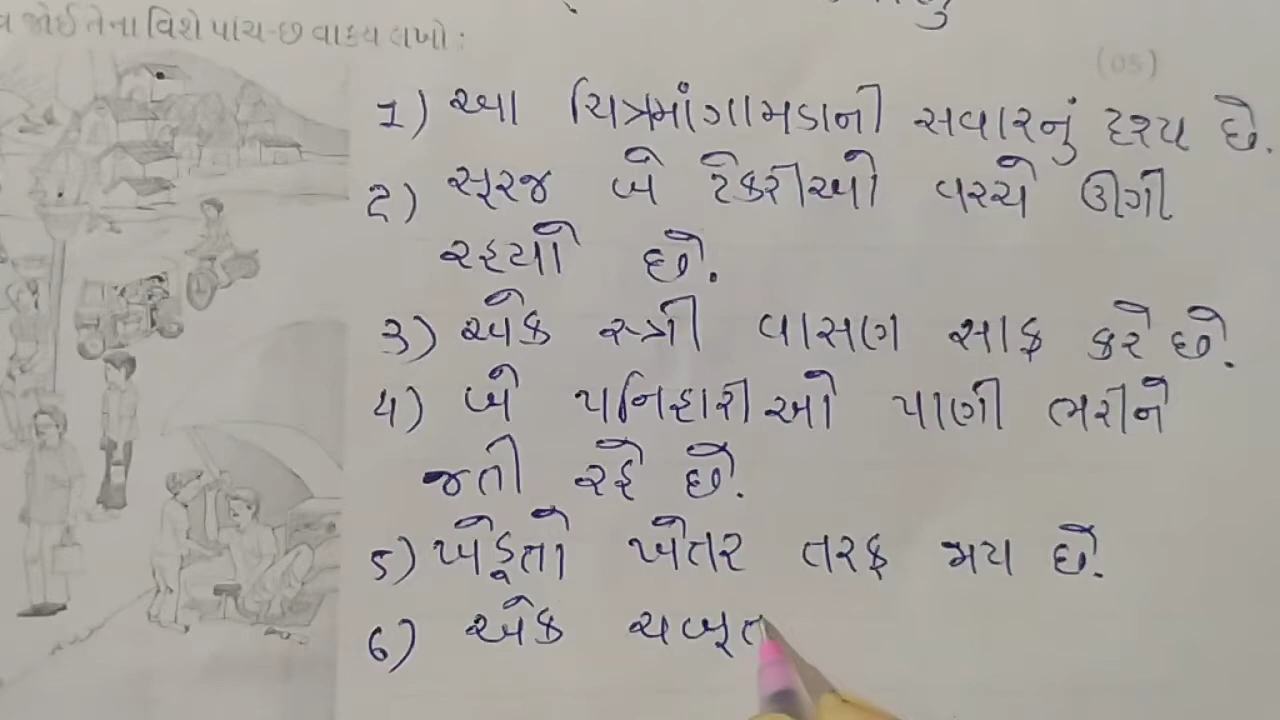 જોઈ તેના વિશે પાંચ-છ વાક્ય લખો :
(05)
1) આ ચિત્રમાં ગામડાની સવારનું દૃશ્ય છે.
2) સૂરજ બે ટેકરીઓ વચ્ચે ઊગી
રહ્યો છે.
3) એક સ્ત્રી વાસણ સાફ કરે છે.
4) બે પનિહારીઓ પાણી ભરીને
જતી રહે છે.
5) ખેડૂતો ખેતર તરફ જાય છે.
6) એક ચબૂત